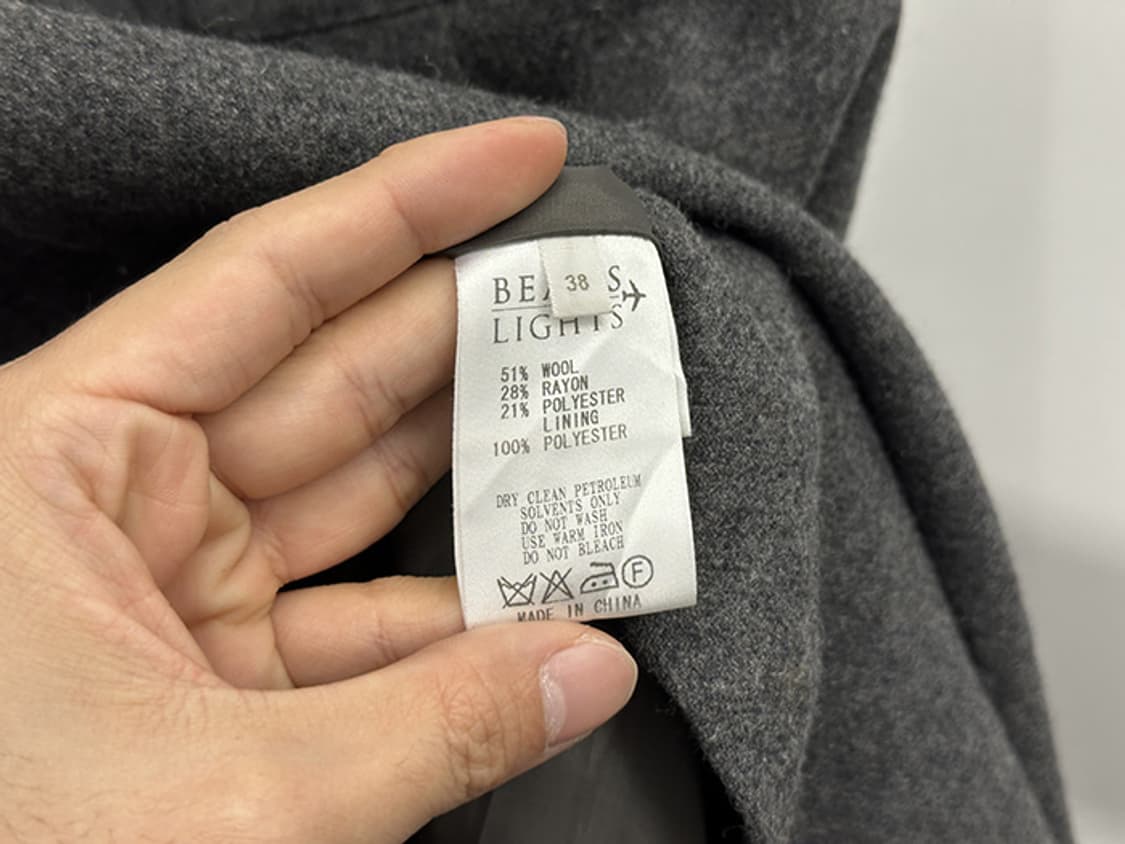 38
LIGHTS
51% WOOL
28% RAYON
21% POLYESTER
LINING
100% POLYESTER
DRY CLEAN PETROLEUM
SOLVENTS ONLY
DO NOT WASH
USE WARM IRON
DO NOT BLEACH
F
MADE IN CHINA